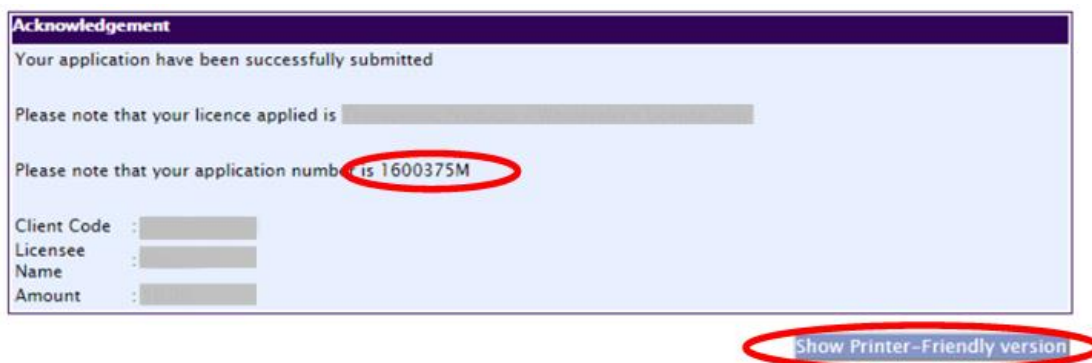 Acknowledgement
Your application have been successfully submitted
Please note that your licence applied is
Please note that your application number is 1600375M
Client Code :
Licensee
Name :
Amount :
Show Printer-Friendly version